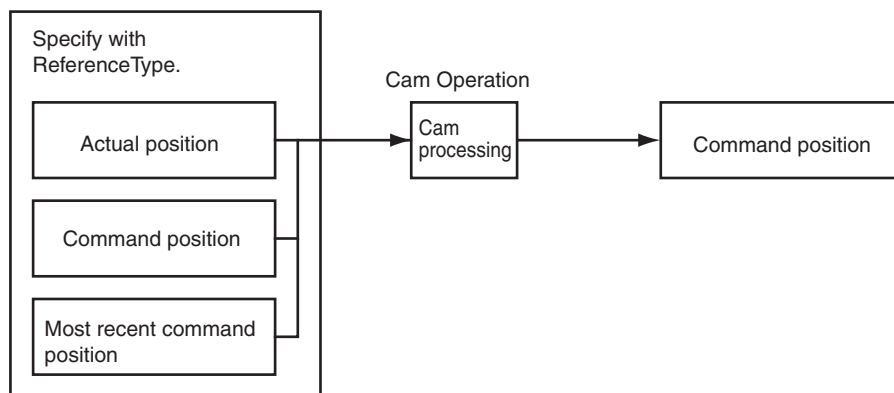 Specify with
ReferenceType.
Actual position
Command position
Most recent command
position
Cam Operation
Cam
processing
Command position